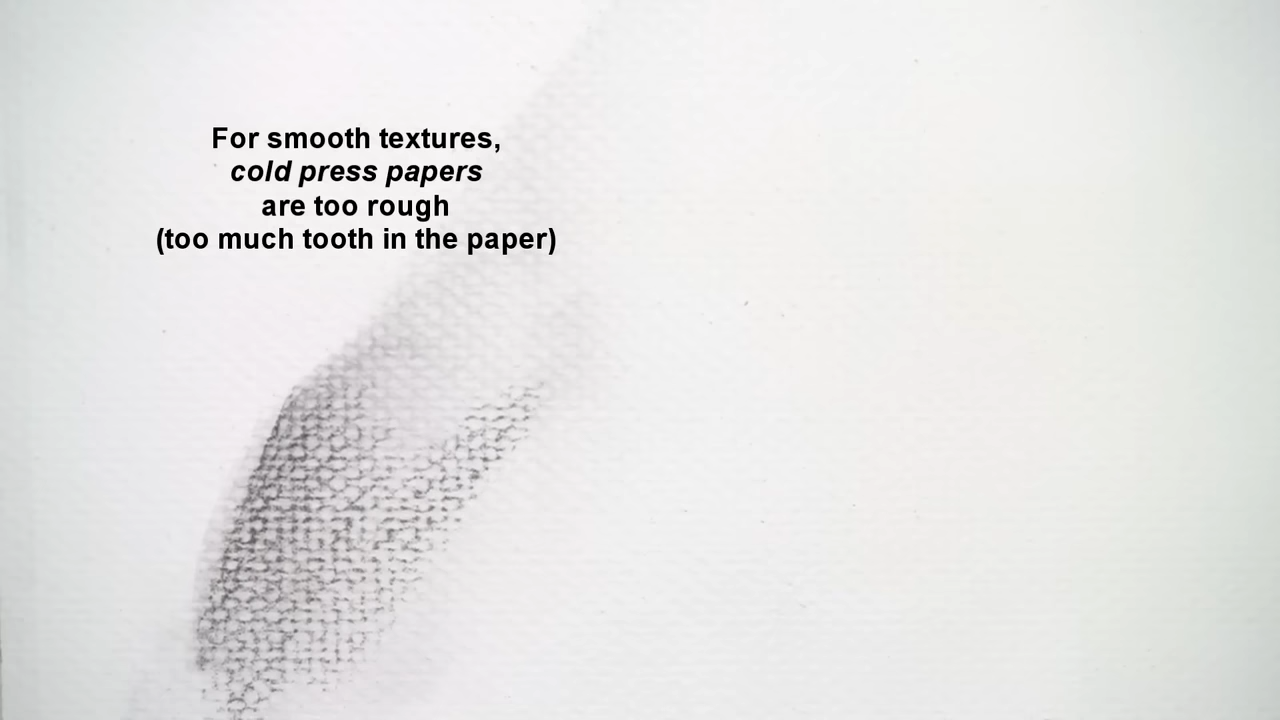 For smooth textures,
cold press papers
are too rough
(too much tooth in the paper)